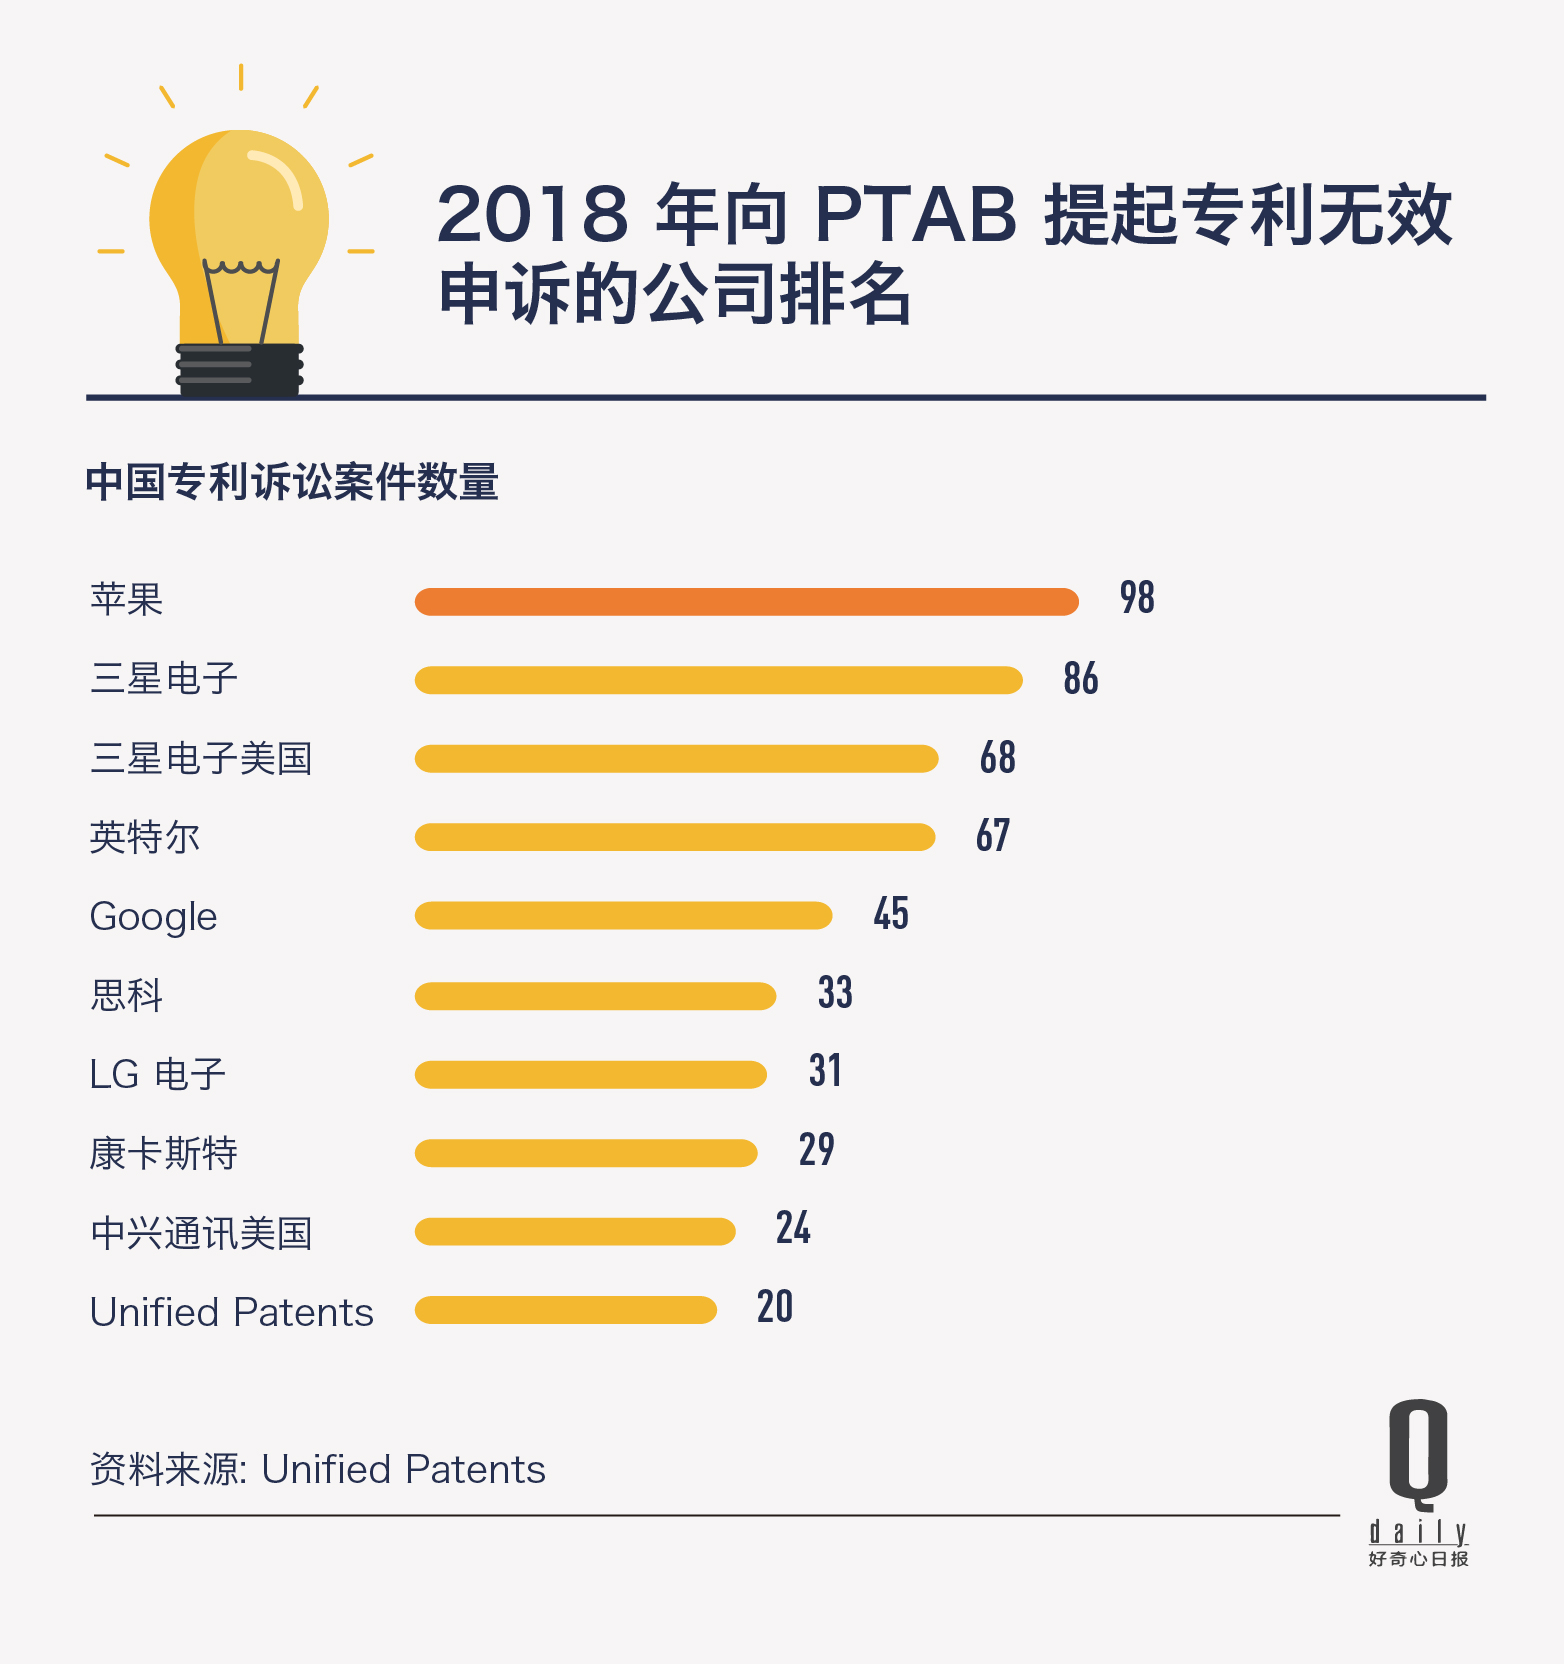 2018 年向 PTAB 提起专利无效
申诉的公司排名
中国专利诉讼案件数量
苹果 98
三星电子 86
三星电子美国 68
英特尔 67
Google 45
思科 33
LG 电子 31
康卡斯特 29
中兴通讯美国 24
Unified Patents 20
资料来源: Unified Patents
Q
daily
好奇心日报